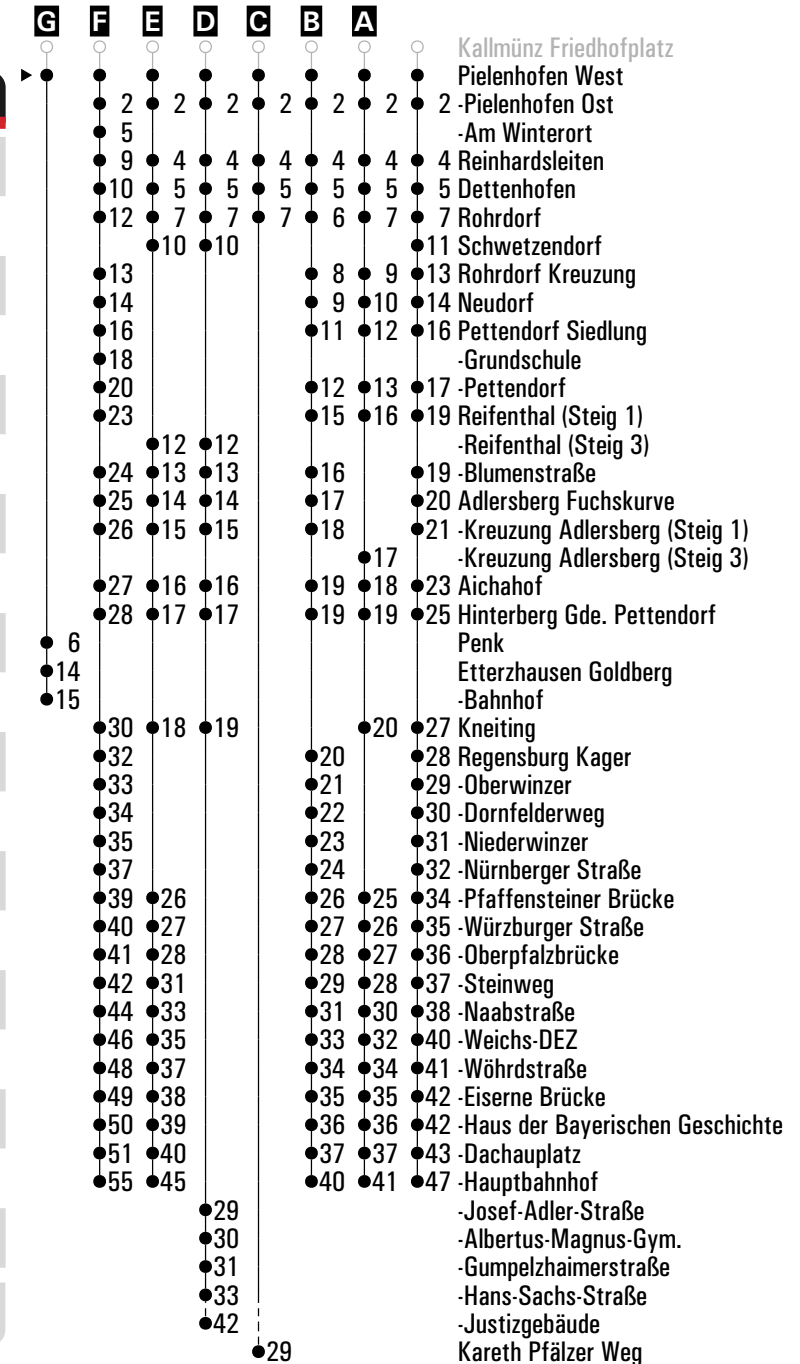 G F E D C B A
Kallmünz Friedhofplatz
Pielenhofen West
2 2 2 2 2 2 2 -Pielenhofen Ost
5 -Am Winterort
9 4 4 4 4 4 4 Reinhardsleiten
10 5 5 5 5 5 5 Dettenhofen
12 7 7 7 6 7 7 Rohrdorf
10 10 11 Schwetzendorf
13 8 9 13 Rohrdorf Kreuzung
14 9 10 14 Neudorf
16 11 12 16 Pettendorf Siedlung
18 -Grundschule
20 12 13 17 -Pettendorf
23 15 16 19 Reifenthal (Steig 1)
12 12 -Reifenthal (Steig 3)
24 13 13 16 19 -Blumenstraße
25 14 14 17 20 Adlersberg Fuchskurve
26 15 15 18 21 -Kreuzung Adlersberg (Steig 1)
17 -Kreuzung Adlersberg (Steig 3)
27 16 16 19 18 23 Aichahof
28 17 17 19 19 25 Hinterberg Gde. Pettendorf
6 Penk
14 Etterzhausen Goldberg
15 -Bahnhof
30 18 19 20 27 Kneiting
32 20 28 Regensburg Kager
33 21 29 -Oberwinzer
34 22 30 -Dornfelderweg
35 23 31 -Niederwinzer
37 24 32 -Nürnberger Straße
39 26 26 25 34 -Pfaffensteiner Brücke
40 27 27 26 35 -Würzburger Straße
41 28 28 27 36 -Oberpfalzbrücke
42 31 29 28 37 -Steinweg
44 33 31 30 38 -Naabstraße
46 35 33 32 40 -Weichs-DEZ
48 37 34 34 41 -Wöhrdstraße
49 38 35 35 42 -Eiserne Brücke
50 39 36 36 42 -Haus der Bayerischen Geschichte
51 40 37 37 43 -Dachauplatz
55 45 40 41 47 -Hauptbahnhof
29 -Josef-Adler-Straße
30 -Albertus-Magnus-Gym.
31 -Gumpelzhaimerstraße
33 -Hans-Sachs-Straße
42 -Justizgebäude
29 Kareth Pfälzer Weg